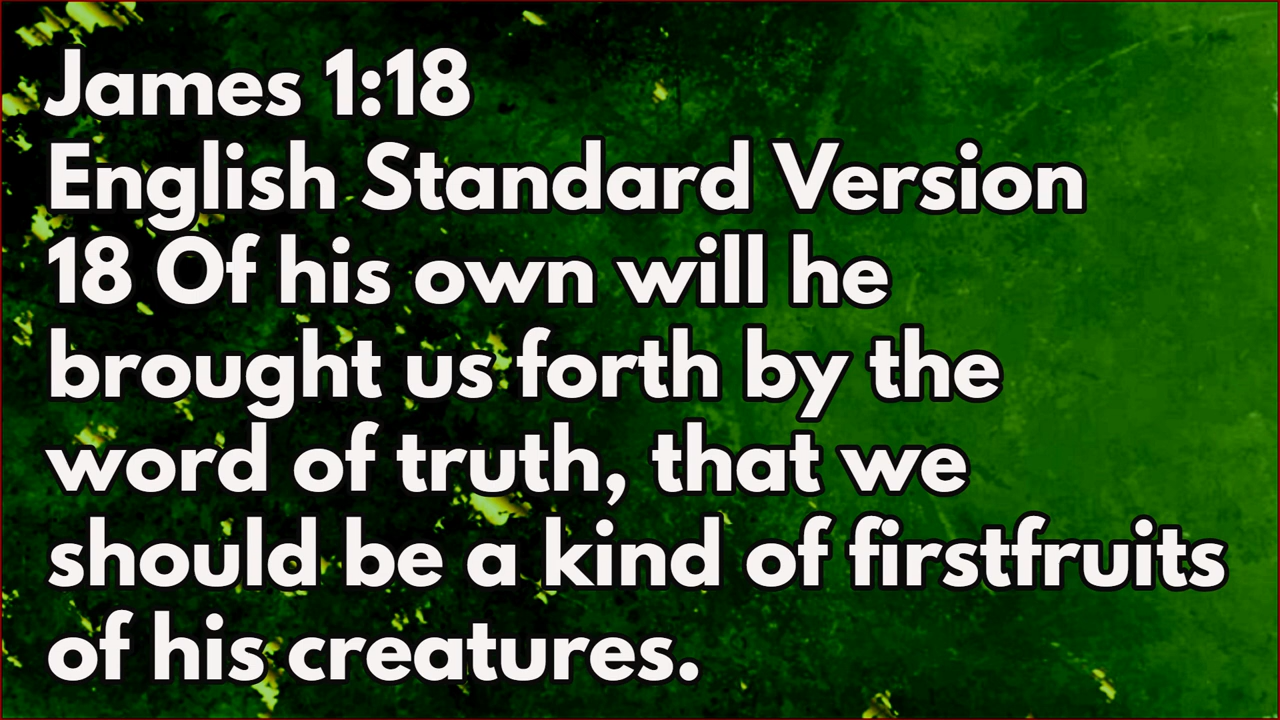 James 1:18
English Standard Version
18 Of his own will he
brought us forth by the
word of truth, that we
should be a kind of firstfruits
of his creatures.